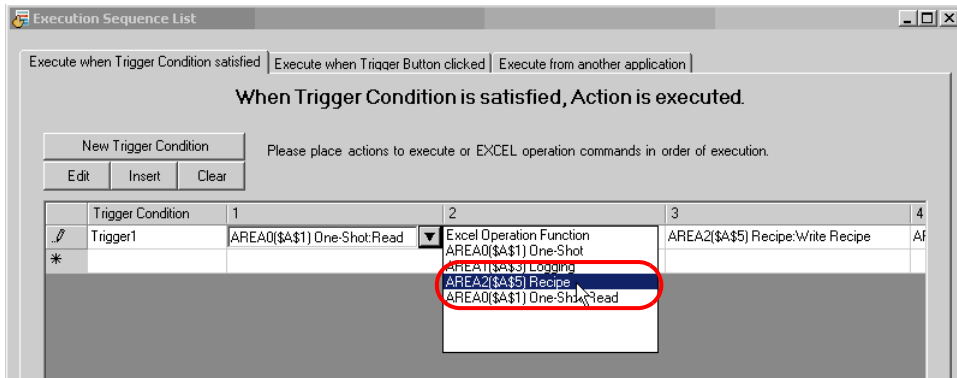 Execution Sequence List
Execute when Trigger Condition satisfied Execute when Trigger Button clicked Execute from another application
When Trigger Condition is satisfied, Action is executed.
New Trigger Condition
Please place actions to execute or EXCEL operation commands in order of execution.
Edit Insert Clear
Trigger Condition 1 2 3 4
Trigger1 AREA0($A$1) One-Shot:Read Excel Operation Function AREA2($A$5) Recipe:Write Recipe
AREA0($A$1) One-Shot
AREA1($A$3) Logging
AREA2($A$5) Recipe
AREA0($A$1) One-Shot:Read